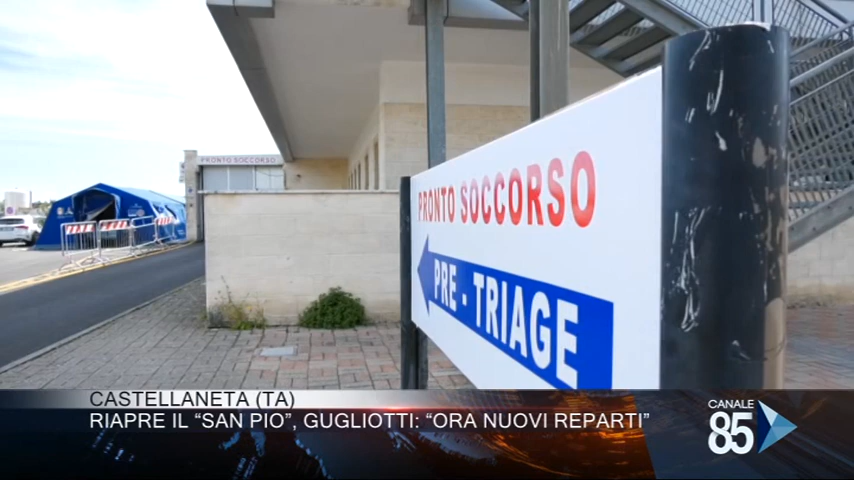 PRONTO SOCCORSO
PRONTO SOCCORSO
PRE - TRIAGE
CASTELLANETA (TA)
RIAPRE IL “SAN PIO”, GUGLIOTTI: “ORA NUOVI REPARTI”
CANALE
85